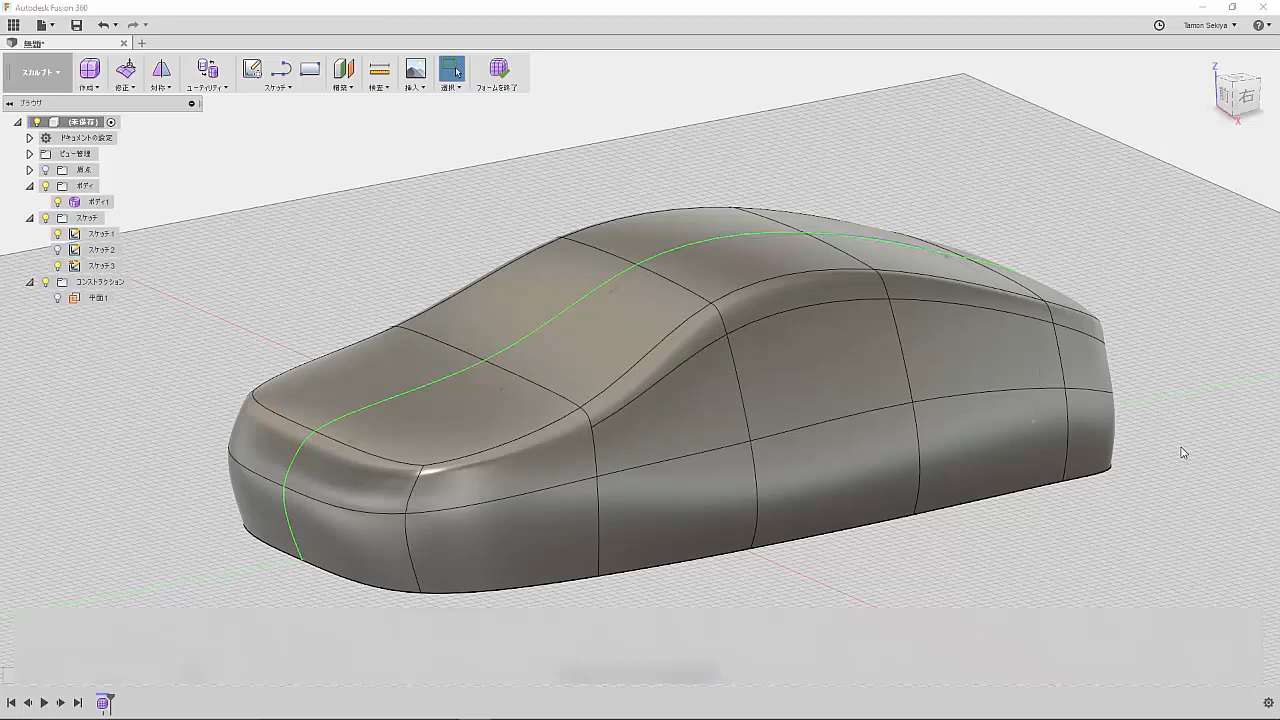 Autodesk Fusion 360
Tamon Sekiya
無題*
スカルプト
作成
修正
対称
ユーティリティ
スケッチ
構築
検査
挿入
選択
フォームを終了
ブラウザ
(未保存)
ドキュメントの設定
ビュー管理
原点
ボディ
ボディ1
スケッチ
スケッチ1
スケッチ2
スケッチ3
コンストラクション
平面1
Z
前
右
X